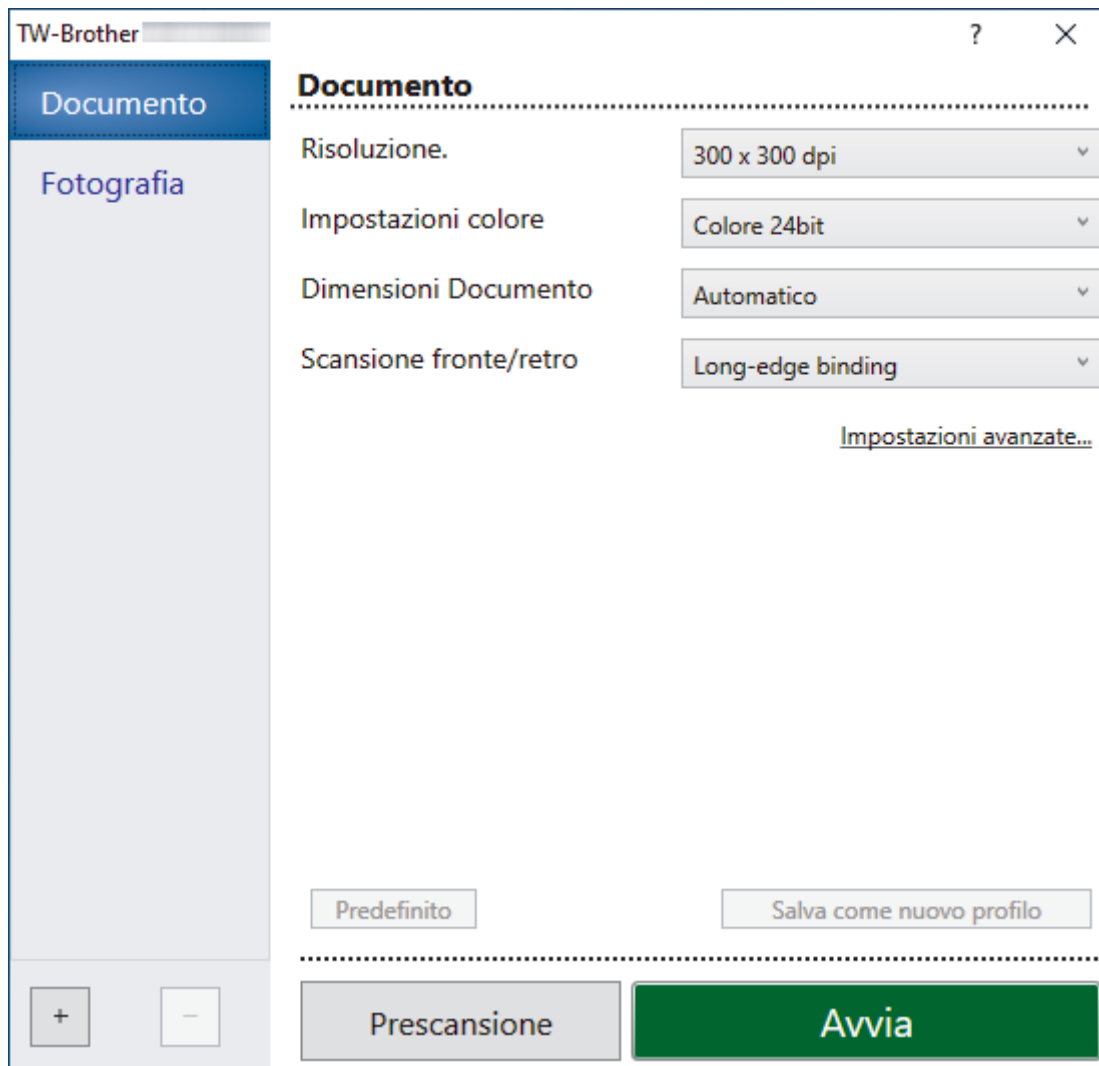 TW-Brother
?
Documento
Fotografia
Documento
Risoluzione.
300 x 300 dpi
Impostazioni colore
Colore 24bit
Dimensioni Documento
Automatico
Scansione fronte/retro
Long-edge binding
Impostazioni avanzate...
Predefinito
Salva come nuovo profilo
+
−
Prescansione
Avvia